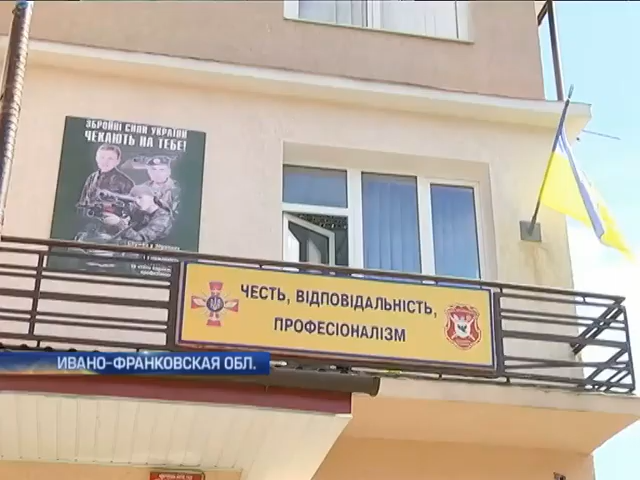 ЗБРОЙНІ СИЛИ УКРАЇНИ
ЧЕКАЮТЬ НА ТЕБЕ!
ЧЕСТЬ, ВІДПОВІДАЛЬНІСТЬ,
ПРОФЕСІОНАЛІЗМ
ИВАНО-ФРАНКОВСКАЯ ОБЛ.